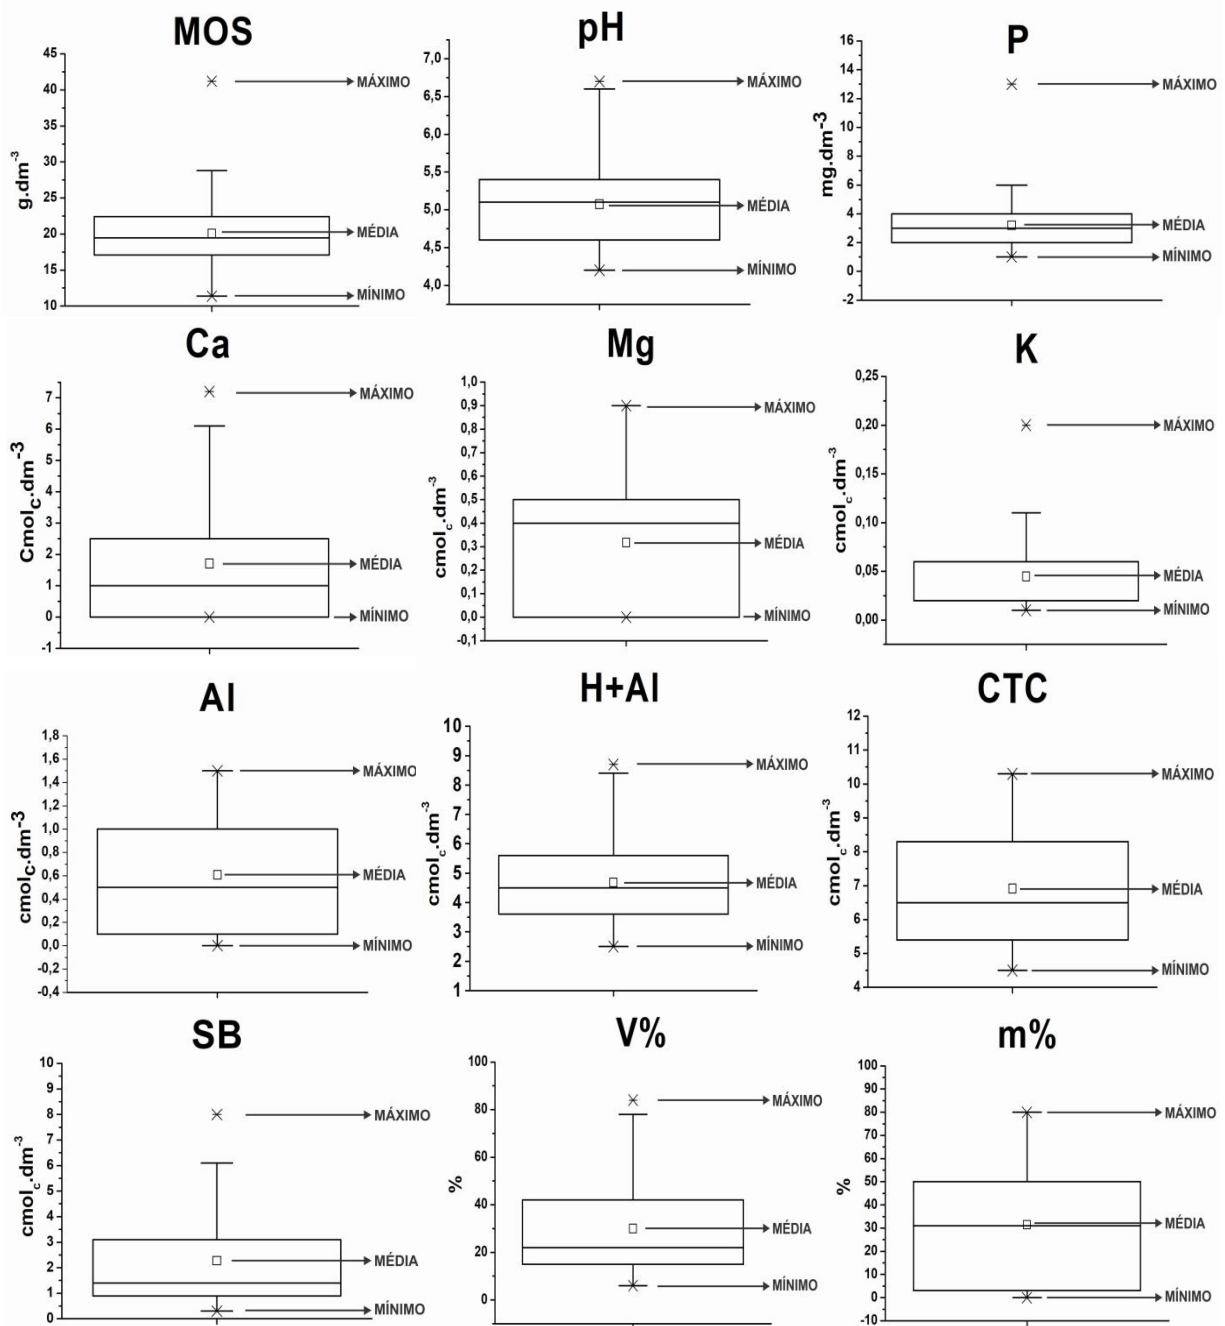 MOS
45
40
35
30
25
20
15
10
g.dm-3
MÁXIMO
MÉDIA
MÍNIMO
pH
7,0
6,5
6,0
5,5
5,0
4,5
4,0
MÁXIMO
MÉDIA
MÍNIMO
P
16
14
12
10
8
6
4
2
0
-2
mg.dm-3
MÁXIMO
MÉDIA
MÍNIMO
Ca
7
6
5
4
3
2
1
0
-1
Cmolc.dm-3
MÁXIMO
MÉDIA
MÍNIMO
Mg
1,0
0,9
0,8
0,7
0,6
0,5
0,4
0,3
0,2
0,1
0,0
-0,1
cmolc.dm-3
MÁXIMO
MÉDIA
MÍNIMO
K
0,25
0,20
0,15
0,10
0,05
0,00
cmolc.dm-3
MÁXIMO
MÉDIA
MÍNIMO
Al
1,8
1,6
1,4
1,2
1,0
0,8
0,6
0,4
0,2
0,0
-0,2
-0,4
cmolc.dm-3
MÁXIMO
MÉDIA
MÍNIMO
H+Al
10
9
8
7
6
5
4
3
2
1
cmolc.dm-3
MÁXIMO
MÉDIA
MÍNIMO
CTC
12
11
10
9
8
7
6
5
4
cmolc.dm-3
MÁXIMO
MÉDIA
MÍNIMO
SB
10
9
8
7
6
5
4
3
2
1
0
cmolc.dm-3
MÁXIMO
MÉDIA
MÍNIMO
V%
100
80
60
40
20
0
%
MÁXIMO
MÉDIA
MÍNIMO
m%
100
90
80
70
60
50
40
30
20
10
0
-10
%
MÁXIMO
MÉDIA
MÍNIMO